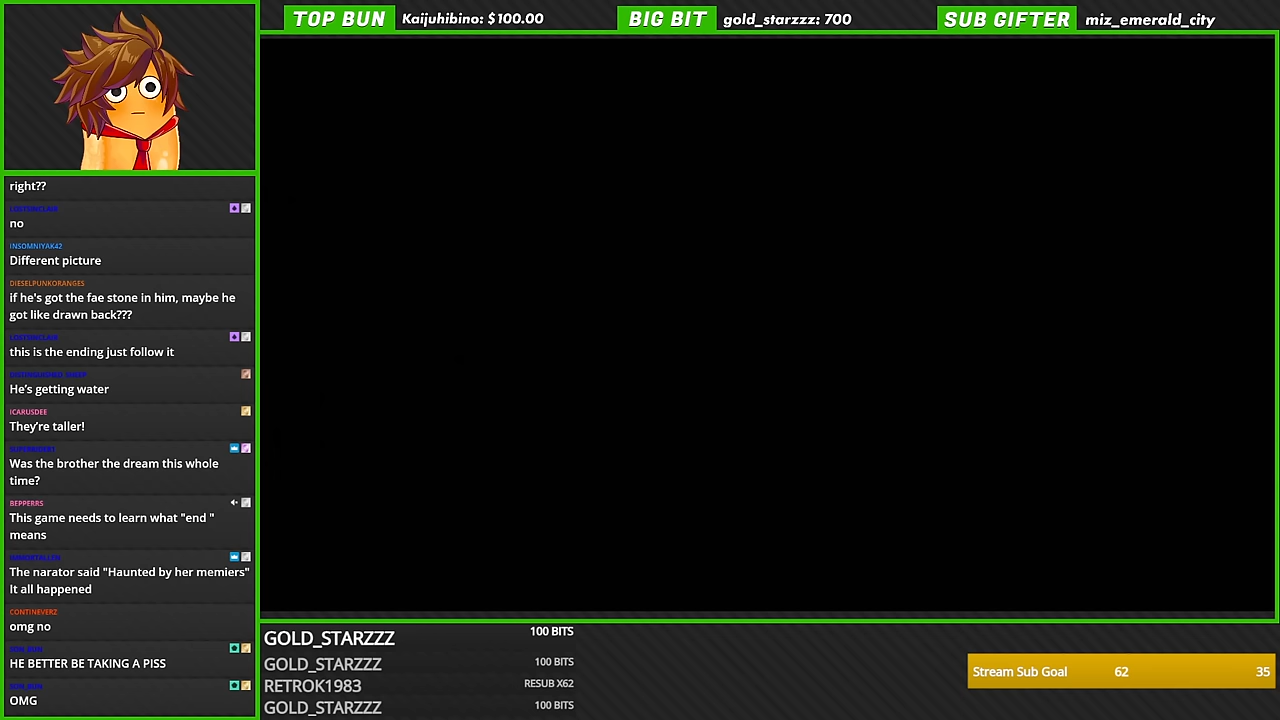 TOP BUN Kaijuhibino: $100.00 BIG BIT gold_starzzz: 700 SUB GIFTER miz_emerald_city
right??
no
INSOMNIYAK42
Different picture
DIESELPUNKORANGES
if he's got the fae stone in him, maybe he
got like drawn back???
this is the ending just follow it
He's getting water
ICARUSDEE
They're taller!
Was the brother the dream this whole
time?
BEPPERRS
This game needs to learn what "end "
means
The narator said "Haunted by her memiers"
It all happened
CONTINEVERZ
omg no
HE BETTER BE TAKING A PISS
OMG
GOLD_STARZZZ 100 BITS
GOLD_STARZZZ 100 BITS
RETROK1983 RESUB X62
GOLD_STARZZZ 100 BITS
Stream Sub Goal 62 35